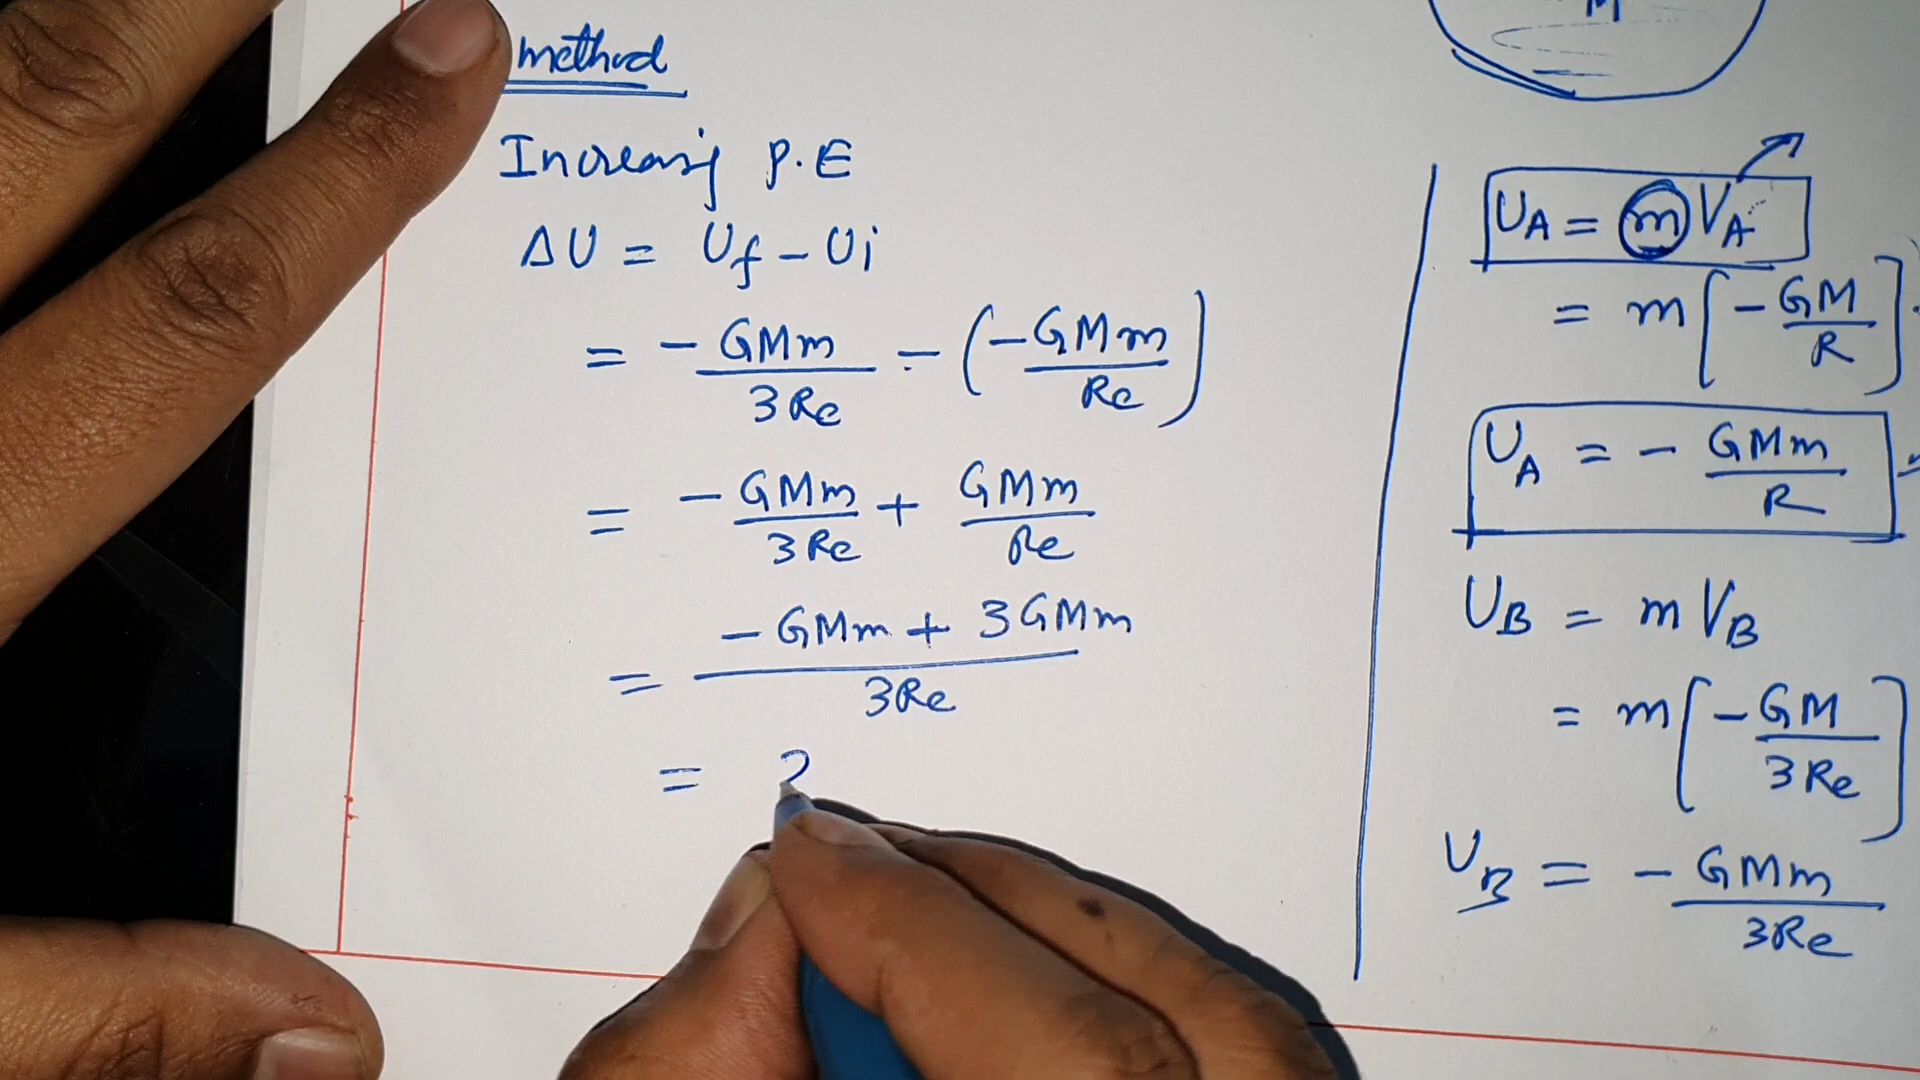 method
Increasing P.E
ΔU = Uf - Ui
= - GMm/3Re - (-GMm/Re)
= - GMm/3Re + GMm/Re
= - GMm + 3GMm/3Re
= 2
M
UA = m VA
= m [- GM/R]
UA = - GMm/R
UB = m VB
= m [- GM/3Re]
UB = - GMm/3Re